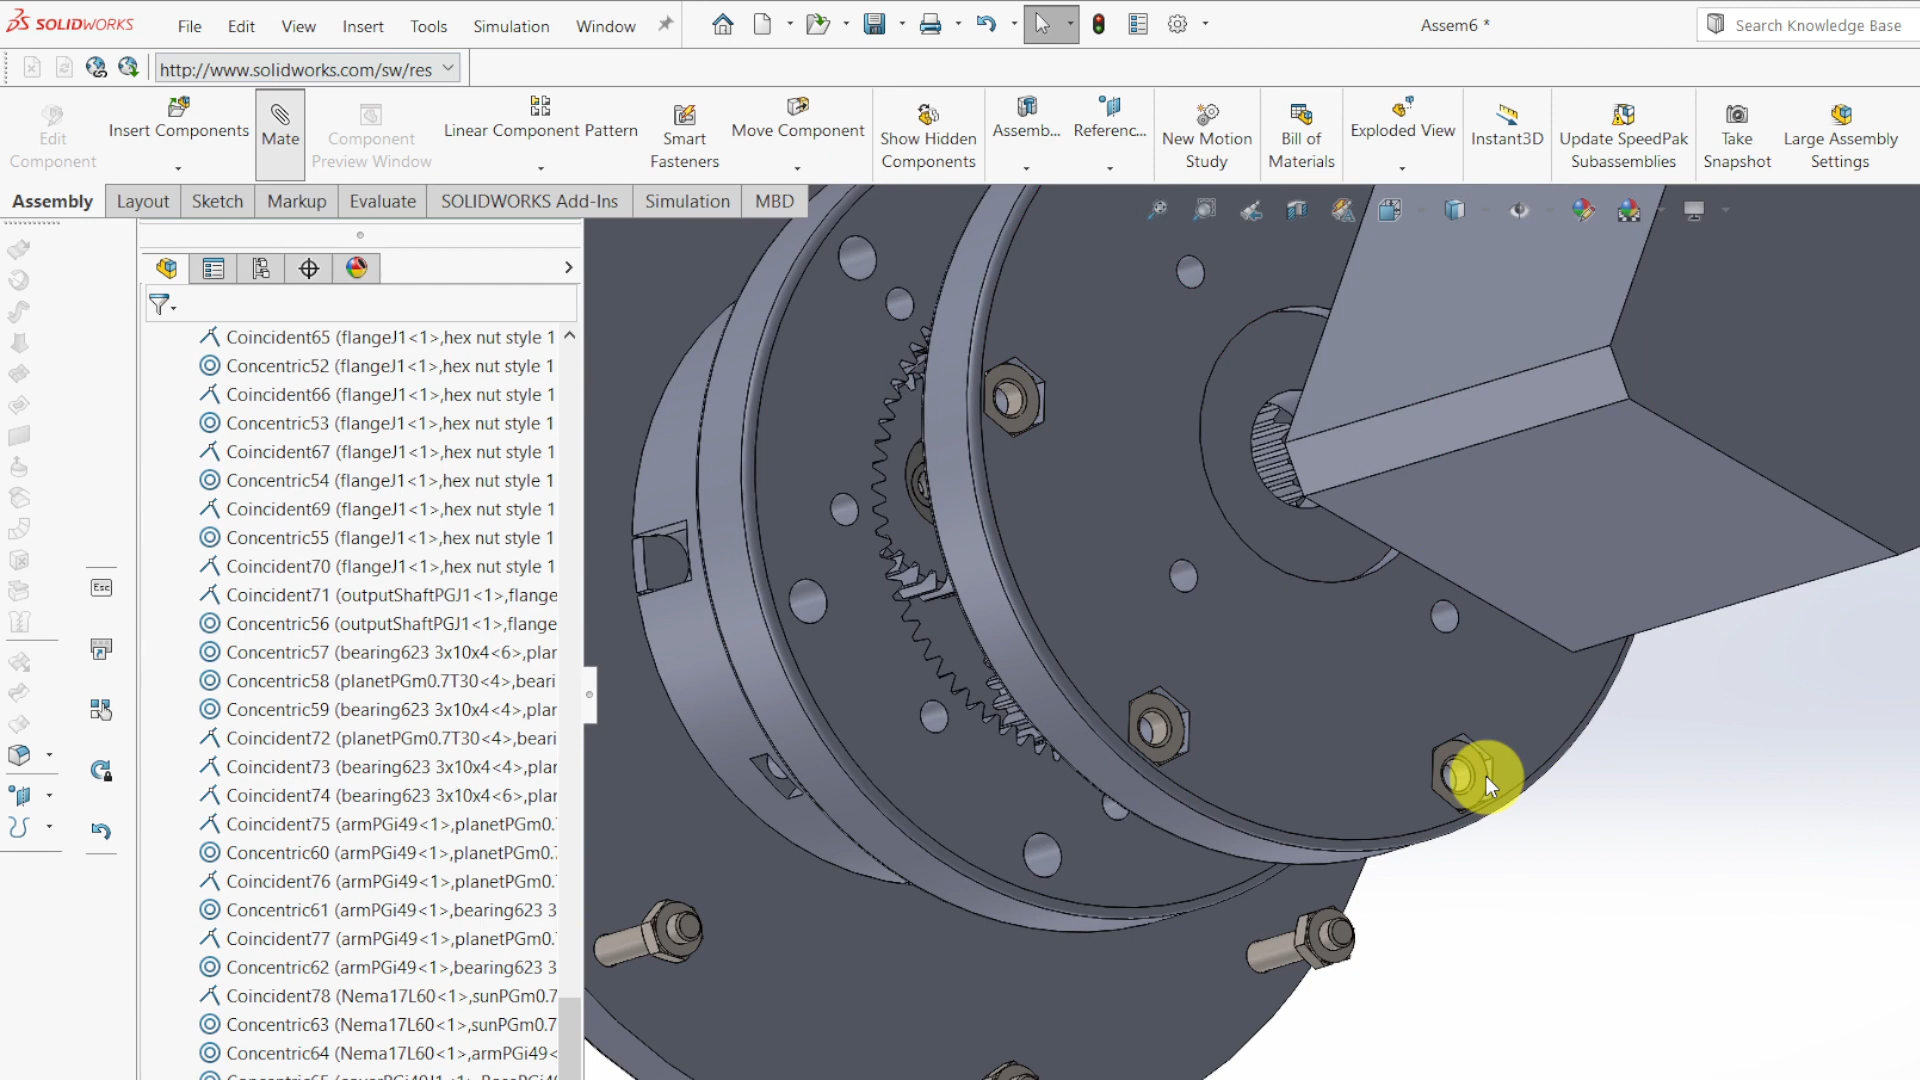 SOLIDWORKS File Edit View Insert Tools Simulation Window Assem6 * Search Knowledge Base
http://www.solidworks.com/sw/res
Edit Component
Insert Components
Mate
Component Preview Window
Linear Component Pattern
Smart Fasteners
Move Component
Show Hidden Components
Assemb...
Referenc...
New Motion Study
Bill of Materials
Exploded View
Instant3D
Update SpeedPak Subassemblies
Take Snapshot
Large Assembly Settings
Assembly Layout Sketch Markup Evaluate SOLIDWORKS Add-Ins Simulation MBD
Coincident65 (flangeJ1<1>,hex nut style 1
Concentric52 (flangeJ1<1>,hex nut style 1
Coincident66 (flangeJ1<1>,hex nut style 1
Concentric53 (flangeJ1<1>,hex nut style 1
Coincident67 (flangeJ1<1>,hex nut style 1
Concentric54 (flangeJ1<1>,hex nut style 1
Coincident69 (flangeJ1<1>,hex nut style 1
Concentric55 (flangeJ1<1>,hex nut style 1
Coincident70 (flangeJ1<1>,hex nut style 1
Coincident71 (outputShaftPGJ1<1>,flange
Esc
Concentric56 (outputShaftPGJ1<1>,flange
Concentric57 (bearing623 3x10x4<6>,plar
Concentric58 (planetPGm0.7T30<4>,beari
Concentric59 (bearing623 3x10x4<4>,plar
Coincident72 (planetPGm0.7T30<4>,beari
Coincident73 (bearing623 3x10x4<4>,plar
Coincident74 (bearing623 3x10x4<6>,plar
Coincident75 (armPGi49<1>,planetPGm0.
Concentric60 (armPGi49<1>,planetPGm0.
Coincident76 (armPGi49<1>,planetPGm0.
Concentric61 (armPGi49<1>,bearing623 3
Coincident77 (armPGi49<1>,planetPGm0.
Concentric62 (armPGi49<1>,bearing623 3
Coincident78 (Nema17L60<1>,sunPGm0.7
Concentric63 (Nema17L60<1>,sunPGm0.7
Concentric64 (Nema17L60<1>,armPGi49<